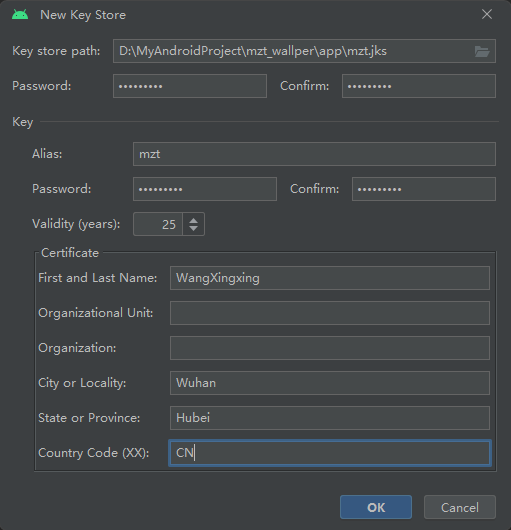 New Key Store
Key store path: D:\MyAndroidProject\mzt_wallper\app\mzt.jks
Password: ••••••••• Confirm: •••••••••
Key
Alias: mzt
Password: ••••••••• Confirm: •••••••••
Validity (years): 25
Certificate
First and Last Name: WangXingxing
Organizational Unit:
Organization:
City or Locality: Wuhan
State or Province: Hubei
Country Code (XX): CN
OK Cancel